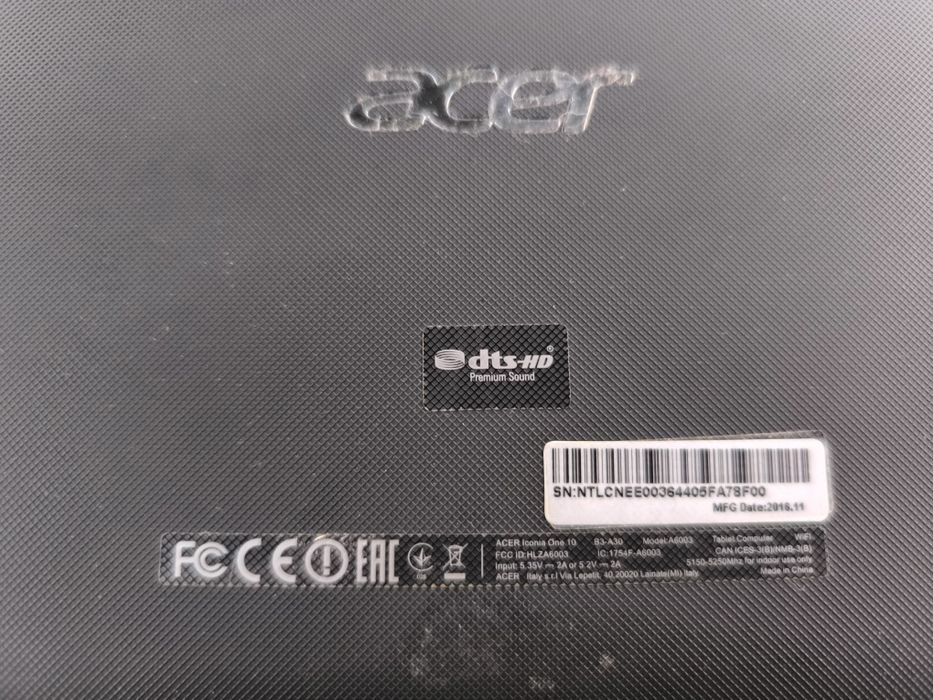 acer
dts-HD®
Premium Sound
SN:NTLCNEE00364405FA78F00
MFG Date:2016.11
FC CE EAC
ACER Iconia One 10 B3-A30 Model:A6003 Tablet Computer WiFi
FCC ID:HLZA6003 IC:1754F-A6003 CAN ICES-3(B)/NMB-3(B)
Input: 5.35V ⎓ 2A or 5.2V ⎓ 2A 5150-5250Mhz for indoor use only
ACER Italy s.r.l Via Lepetit, 40,20020 Lainate(MI) Italy Made in China